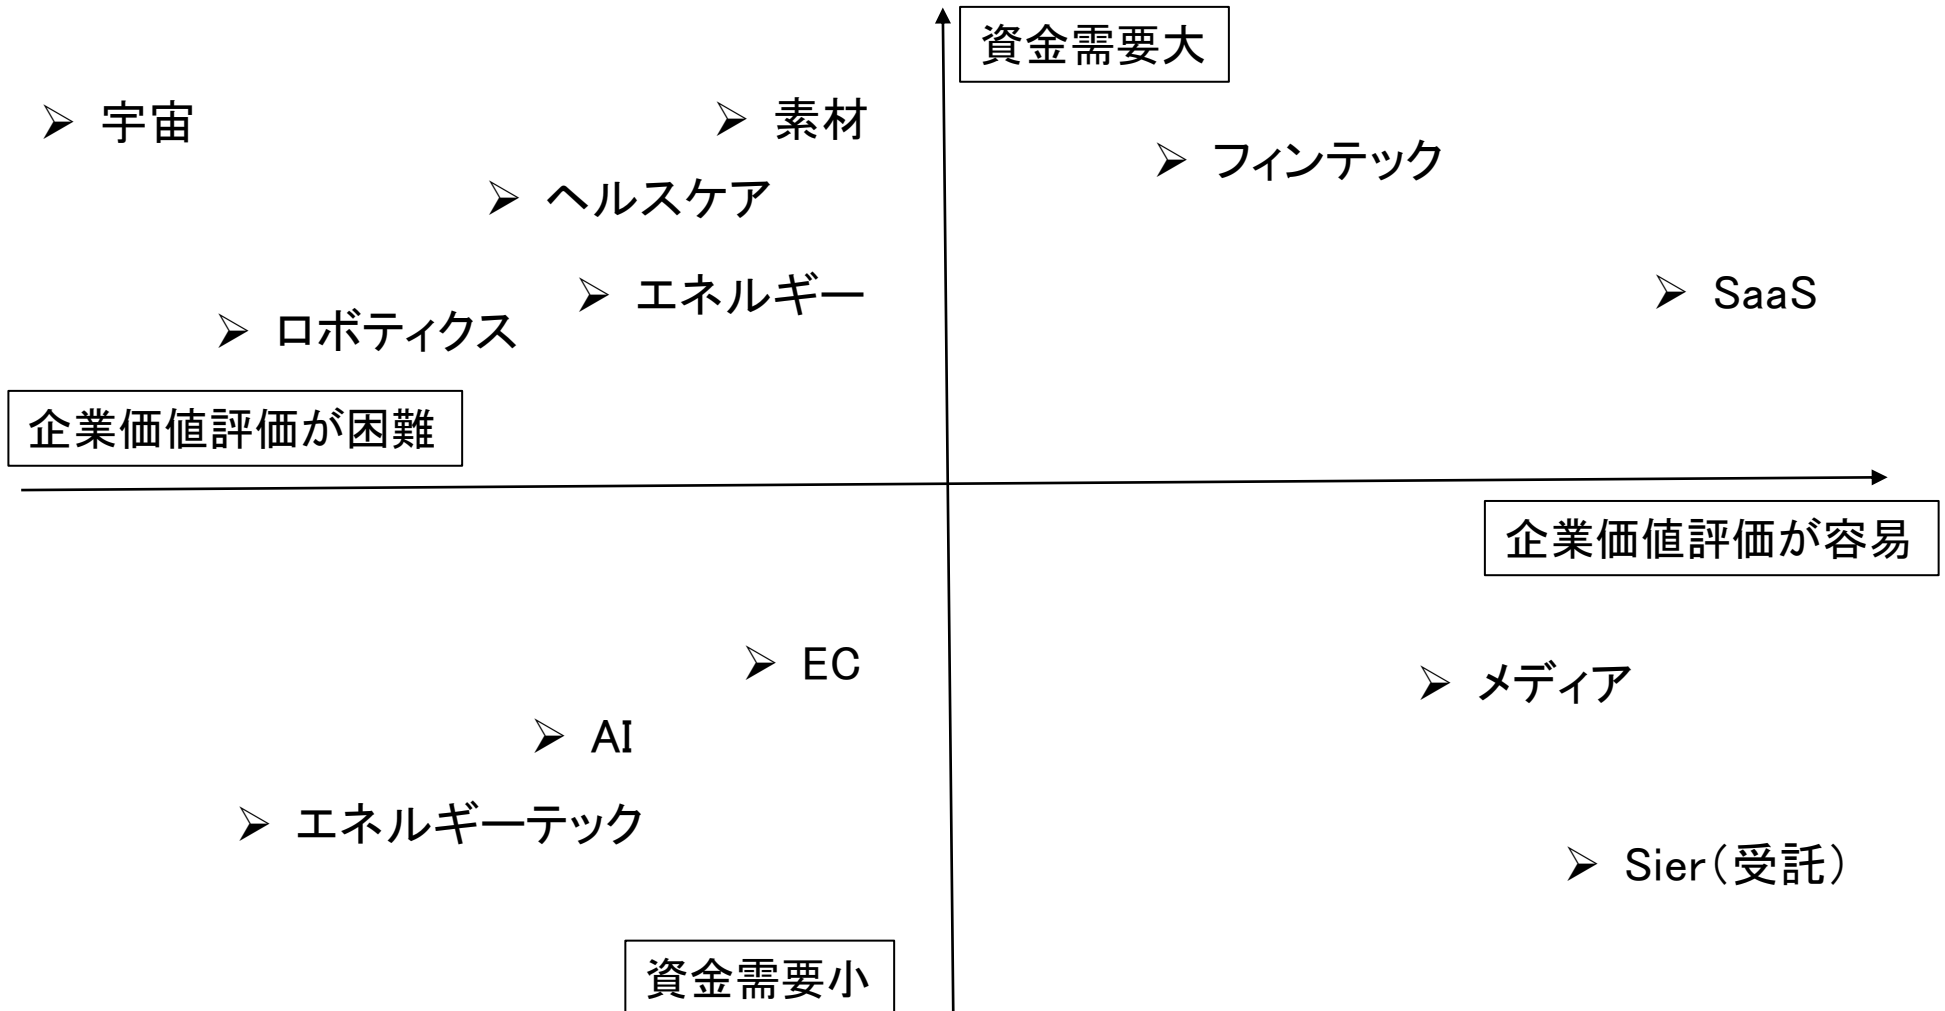 資金需要大
➢ 宇宙
➢ 素材
➢ フィンテック
➢ ヘルスケア
➢ エネルギー
➢ SaaS
➢ ロボティクス
企業価値評価が困難
企業価値評価が容易
➢ EC
➢ メディア
➢ AI
➢ エネルギーテック
➢ Sier（受託）
資金需要小